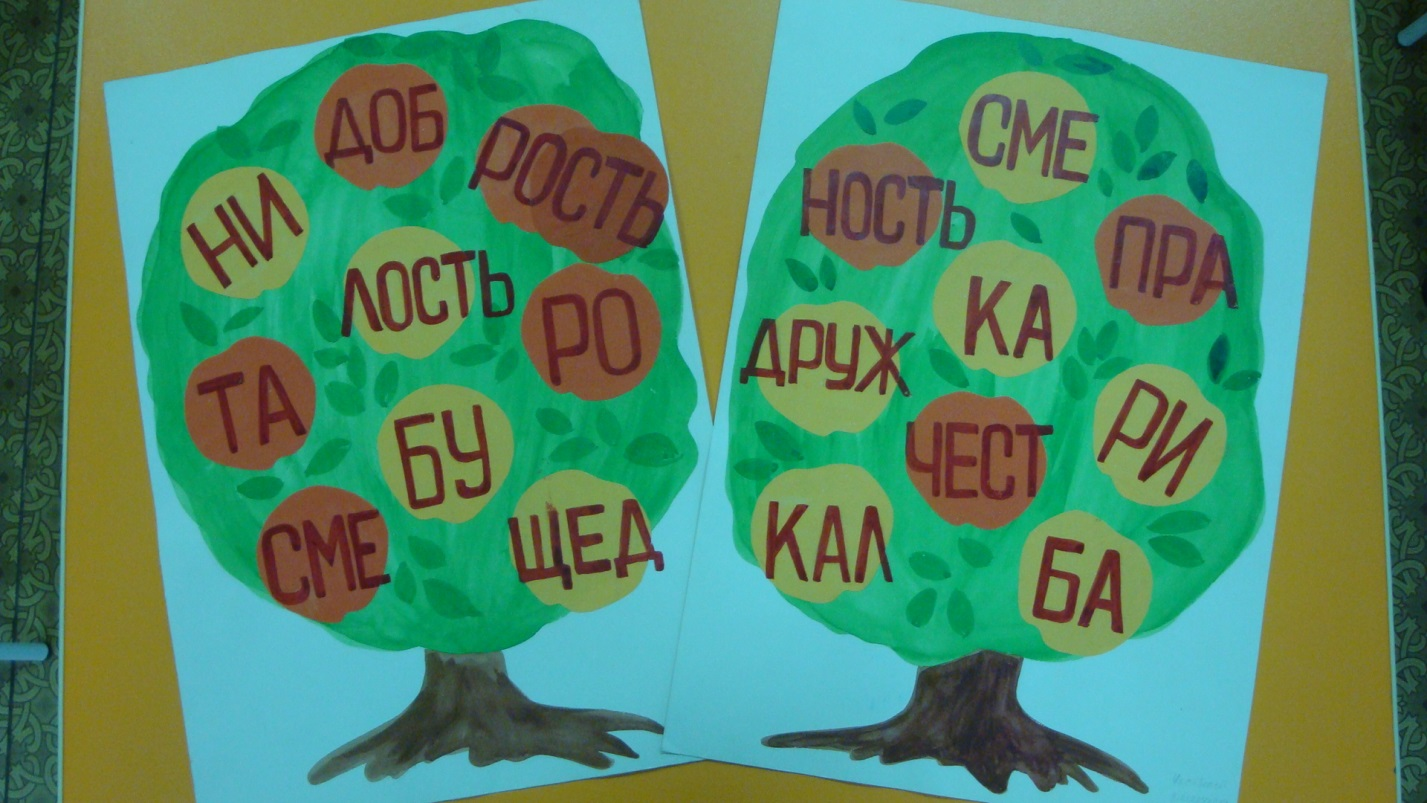 ДОБ
РОСТЬ
НИ
ЛОСТЬ
РО
ТА
БУ
СМЕ
ЩЕД
СМЕ
НОСТЬ
ПРА
КА
ДРУЖ
РИ
ЧЕСТ
КАЛ
БА